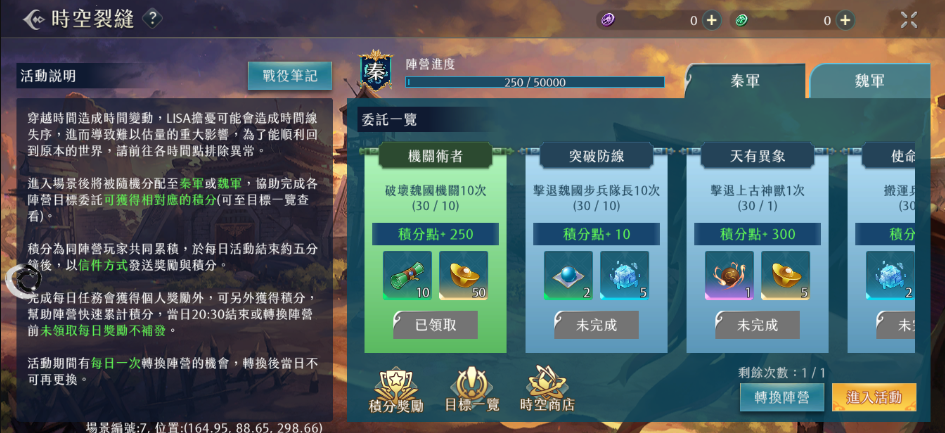 時空裂縫 ?
0 +
0 +
活動說明
戰役筆記
穿越時間造成時間變動，LISA擔憂可能會造成時間線
失序，進而導致難以估量的重大影響，為了能順利回
到原本的世界，請前往各時間點排除異常。
進入場景後將被隨機分配至秦軍或魏軍，協助完成各
陣營目標委託可獲得相對應的積分(可至目標一覽查
看)。
積分為同陣營玩家共同累積，於每日活動結束約五分
鐘後，以信件方式發送獎勵與積分。
完成每日任務會獲得個人獎勵外，可另外獲得積分，
幫助陣營快速累計積分，當日20:30結束或轉換陣營
前未領取每日獎勵不補發。
活動期間有每日一次轉換陣營的機會，轉換後當日不
可再更換。
場景編號:7, 位置:(164.95, 88.65, 298.66)
秦
陣營進度
250 / 50000
秦軍
魏軍
委託一覽
機關術者
破壞魏國機關10次
(30 / 10)
積分點+ 250
10
50
已領取
突破防線
擊退魏國步兵隊長10次
(30 / 10)
積分點+ 10
2
5
未完成
天有異象
擊退上古神獸1次
(30 / 1)
積分點+ 300
1
5
未完成
使命
搬運
(30
積分
2
未
積分獎勵
目標一覽
時空商店
剩餘次數：1 / 1
轉換陣營
進入活動